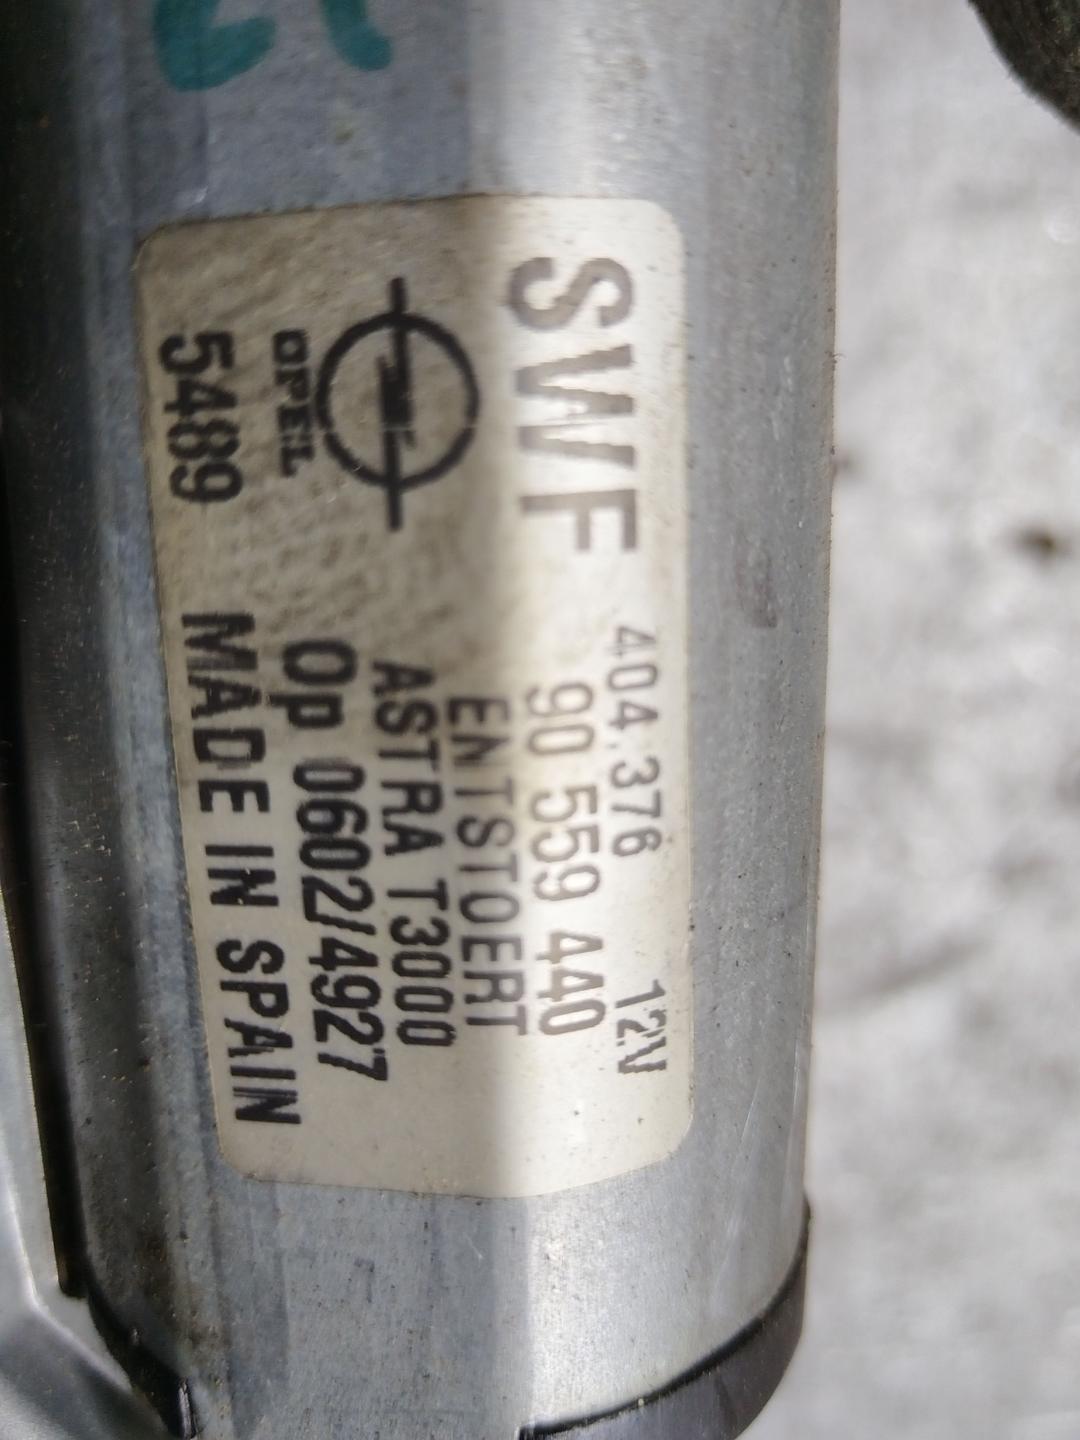 SWF
404.376 12V
90 559 440
ENTSTOERT
ASTRA T3000
OPEL
Op 0602/4927
5489 MADE IN SPAIN